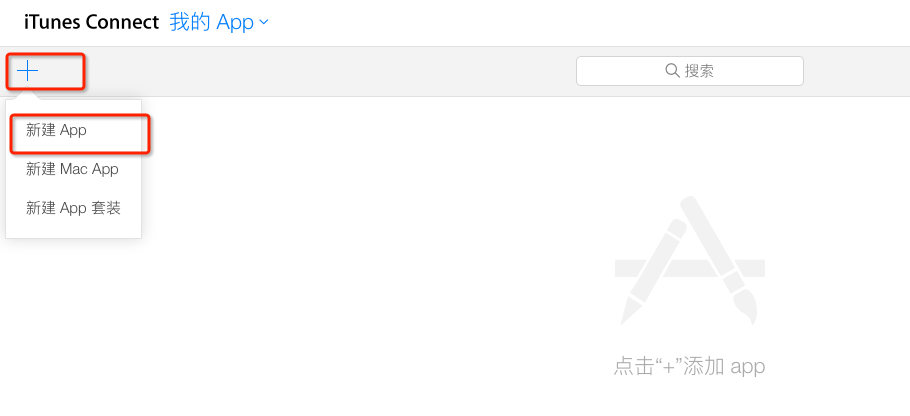 iTunes Connect 我的 App
搜索
新建 App
新建 Mac App
新建 App 套装
点击“+”添加 app